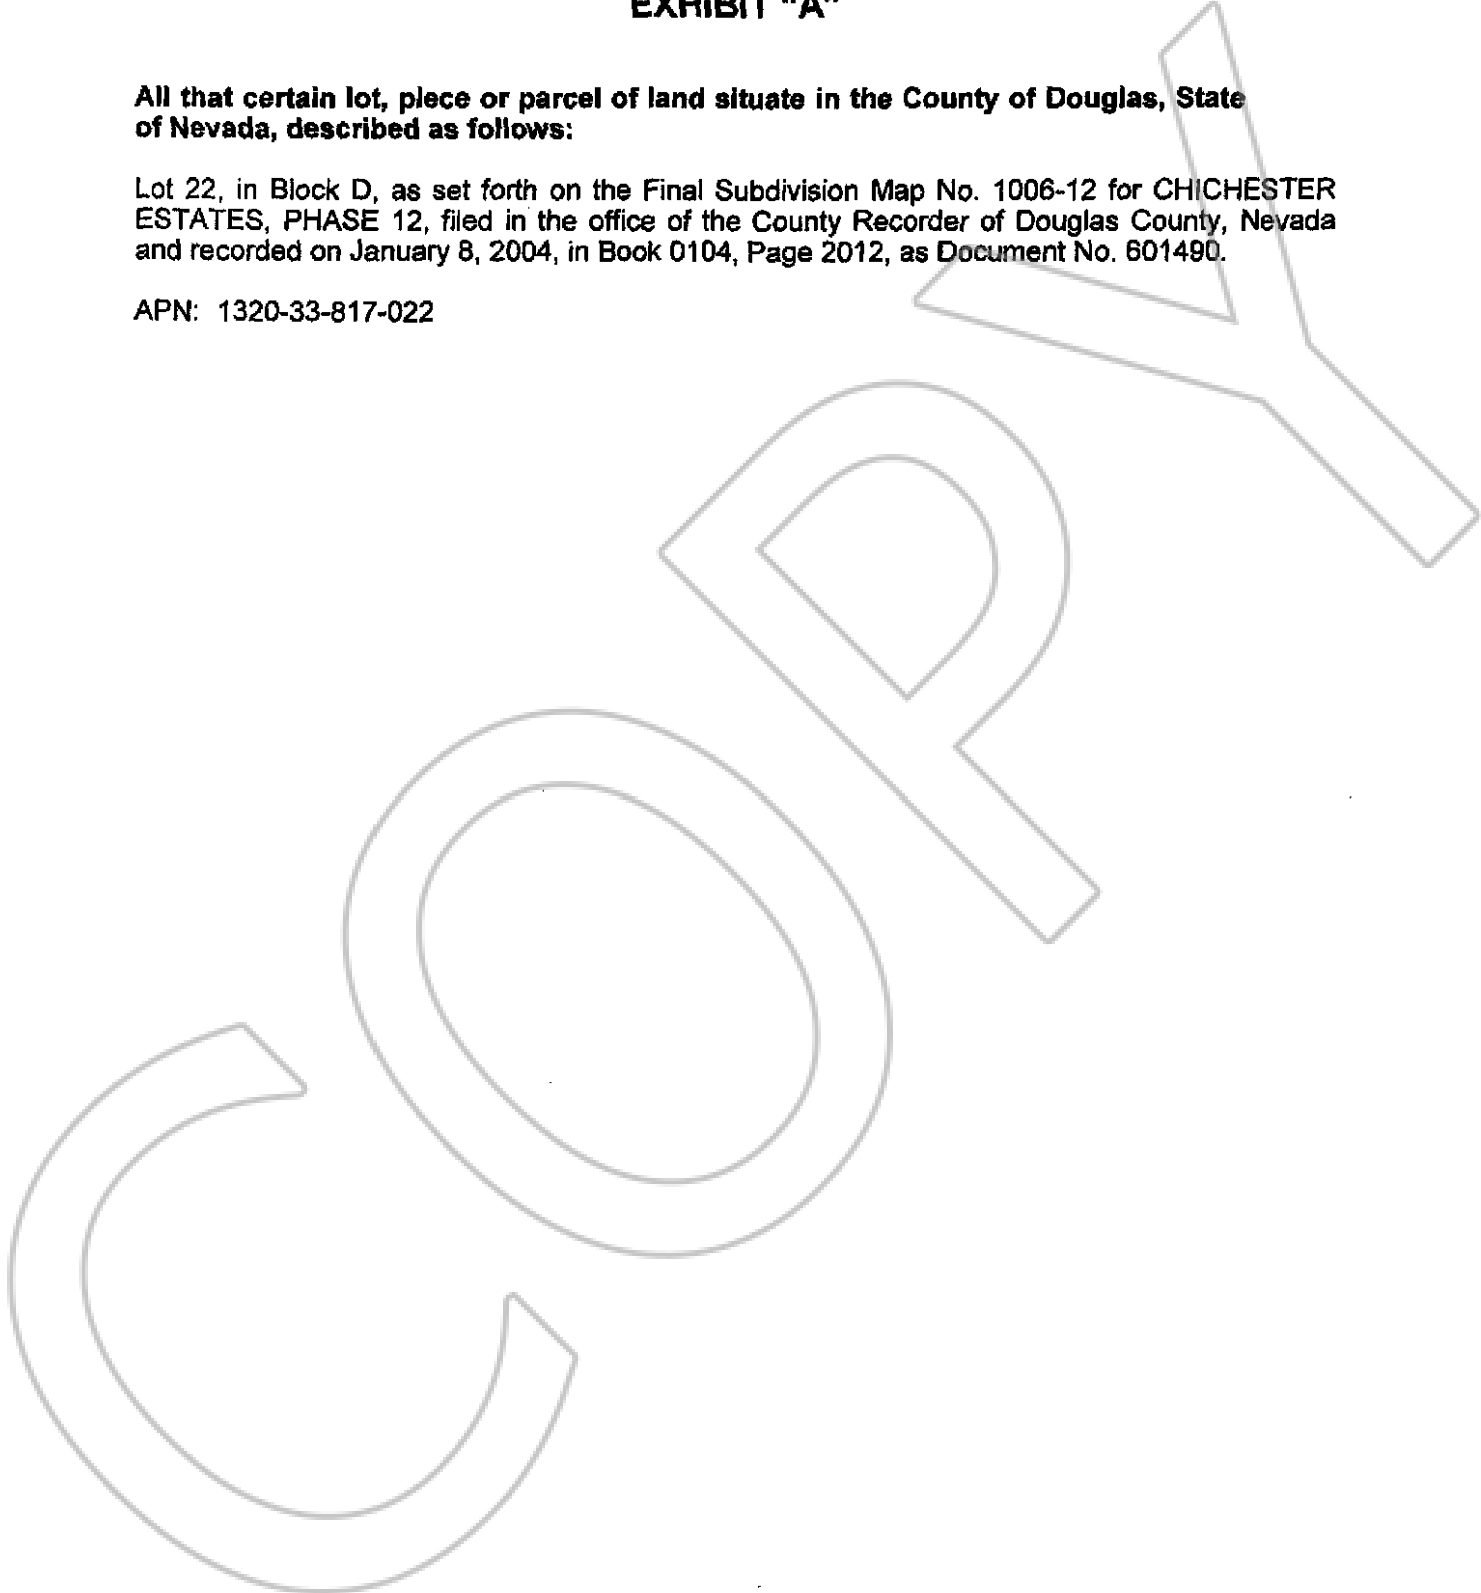 EXHIBIT "A"
All that certain lot, piece or parcel of land situate in the County of Douglas, State
of Nevada, described as follows:
Lot 22, in Block D, as set forth on the Final Subdivision Map No. 1006-12 for CHICHESTER
ESTATES, PHASE 12, filed in the office of the County Recorder of Douglas County, Nevada
and recorded on January 8, 2004, in Book 0104, Page 2012, as Document No. 601490.
APN: 1320-33-817-022
COPY